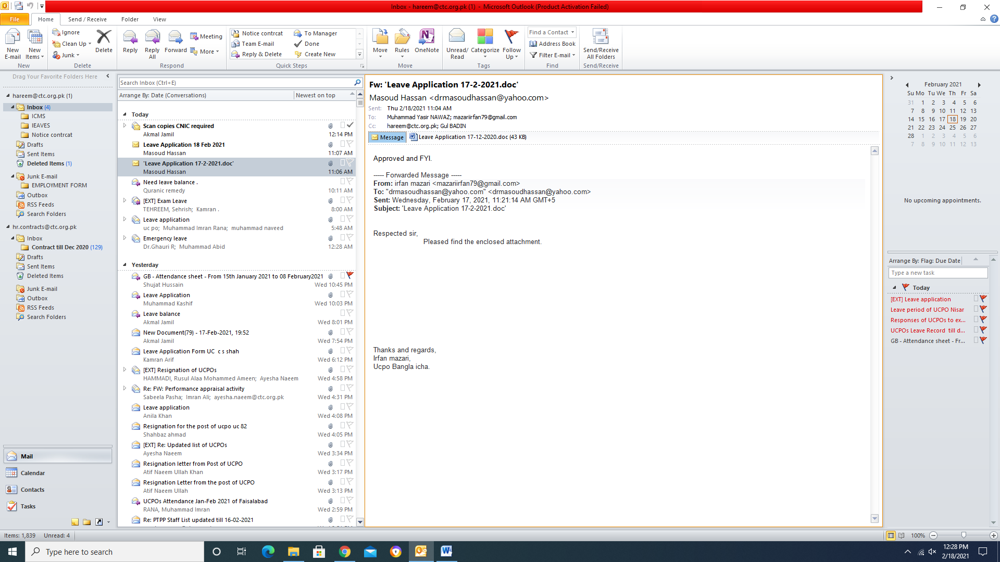 Inbox - hareem@ctc.org.pk (1) - Microsoft Outlook (Product Activation Failed)
File
Home
Send / Receive
Folder
View
New E-mail
New Items
New
Ignore
Clean Up
Junk
Delete
Delete
Reply
Reply All
Forward
Meeting
More
Respond
Notice contrcat
Team E-mail
Reply & Delete
To Manager
Done
Create New
Quick Steps
Move
Rules
OneNote
Move
Unread/ Read
Categorize
Follow Up
Tags
Find a Contact
Address Book
Filter E-mail
Find
Send/Receive All Folders
Send/Receive
Drag Your Favorite Folders Here
hareem@ctc.org.pk (1)
Inbox (4)
ICMS
IEAVES
Notice contrcat
Drafts
Sent Items
Deleted Items (1)
Junk E-mail
EMPLOYMENT FORM
Outbox
RSS Feeds
Search Folders
hr.contracts@ctc.org.pk
Inbox
Contract till Dec 2020 (129)
Drafts
Sent Items
Deleted Items
Junk E-mail
Outbox
RSS Feeds
Search Folders
Mail
Calendar
Contacts
Tasks
Search Inbox (Ctrl+E)
Arrange By: Date (Conversations)
Newest on top
Today
Scan copies CNIC required
Akmal Jamil 12:14 PM
Leave Application 18 Feb 2021
Masoud Hassan 11:07 AM
'Leave Application 17-2-2021.doc'
Masoud Hassan 11:06 AM
Need leave balance .
Quranic remedy 10:11 AM
[EXT] Exam Leave
TEHREEM, Sehrish; Kamran . 8:00 AM
Leave application
uc po; Muhammad Imran Rana; muhammad naveed 5:48 AM
Emergency leave
Dr.Ghauri R; Muhammad Abid 12:28 AM
Yesterday
GB - Attendance sheet - From 15th January 2021 to 08 February2021
Shujat Hussain Wed 10:45 PM
Leave Application
Muhammad Kashif Wed 10:03 PM
Leave balance
Akmal Jamil Wed 8:01 PM
New Document(79) - 17-Feb-2021, 19:52
Akmal Jamil Wed 7:54 PM
Leave Application Form UC c s shah
Kamran Arif Wed 6:12 PM
[EXT] Resignation of UCPOs
HAMMADI, Rusul Alaa Mohammed Ameen; Ayesha Naeem Wed 4:58 PM
Re: FW: Performance appraisal activity
Sabeela Pasha; Imran Ali; ayesha.naeem@ctc.org.pk Wed 4:31 PM
Leave application
Anila Khan Wed 4:08 PM
Resignation for the post of ucpo uc 82
Shahbaz ahmad Wed 4:05 PM
[EXT] Re: Updated list of UCPOs
Ayesha Naeem Wed 3:34 PM
Resignation letter from Post of UCPO
Atif Naeem Ullah Khan Wed 3:17 PM
Resignation Letter from the post of UCPO
Atif Naeem Ullah Wed 3:13 PM
UCPOs Attendance Jan-Feb 2021 of Faisalabad
RANA, Muhammad Imran Wed 2:59 PM
Re: PTPP Staff List updated till 16-02-2021
Fw: 'Leave Application 17-2-2021.doc'
Masoud Hassan <drmasoudhassan@yahoo.com>
Sent: Thu 2/18/2021 11:04 AM
To: Muhammad Yasir NAWAZ; mazariirfan79@gmail.com
Cc: hareem@ctc.org.pk; Gul BADIN
Message
Leave Application 17-12-2020.doc (43 KB)
Approved and FYI.
----- Forwarded Message -----
From: irfan mazari <mazariirfan79@gmail.com>
To: "drmasoudhassan@yahoo.com" <drmasoudhassan@yahoo.com>
Sent: Wednesday, February 17, 2021, 11:21:14 AM GMT+5
Subject: 'Leave Application 17-2-2021.doc'
Respected sir,
Pleased find the enclosed attachment.
Thanks and regards,
Irfan mazari,
Ucpo Bangla icha.
February 2021
Su Mo Tu We Th Fr Sa
31 1 2 3 4 5 6
7 8 9 10 11 12 13
14 15 16 17 18 19 20
21 22 23 24 25 26 27
28 1 2 3 4 5 6
7 8 9 10 11 12 13
No upcoming appointments.
Arrange By: Flag: Due Date
Type a new task
Today
[EXT] Leave application
Leave period of UCPO Nisar
Responses of UCPOs to ex...
UCPOs Leave Record till d...
GB - Attendance sheet - Fr...
Items: 1,839
Unread: 4
100%
Type here to search
12:28 PM
2/18/2021